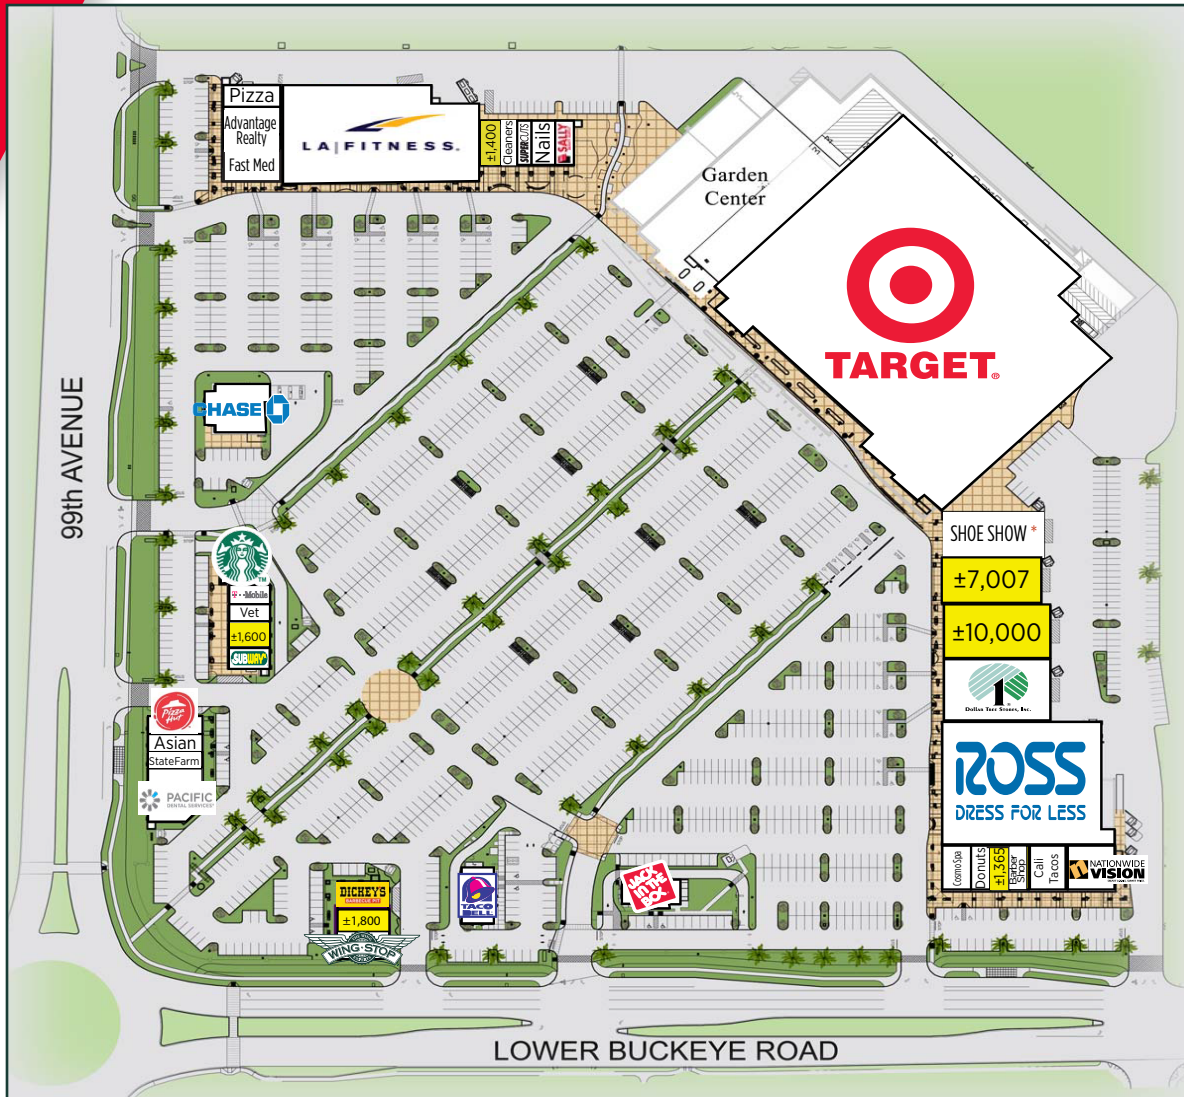 Pizza
Advantage
Realty
Fast Med
LA|FITNESS.
±1,400
Cleaners
SUPERCUTS
Nails
SALLY
Garden
Center
TARGET®
99th AVENUE
CHASE
TM
T··Mobile
Vet
±1,600
SUBWAY
SHOE SHOW *
±7,007
±10,000
1
Dollar Tree Stores, Inc.
ROSS
DRESS FOR LESS
Pizza
Hut
Asian
StateFarm
PACIFIC
DENTAL SERVICES
DICKEY'S
BARBECUE PIT
±1,800
WING·STOP
TACO
BELL
JACK
IN THE
BOX
Cosmo Spa
Donuts
±1,365
Barber
Shop
Cali
Tacos
NATIONWIDE
VISION
LOWER BUCKEYE ROAD